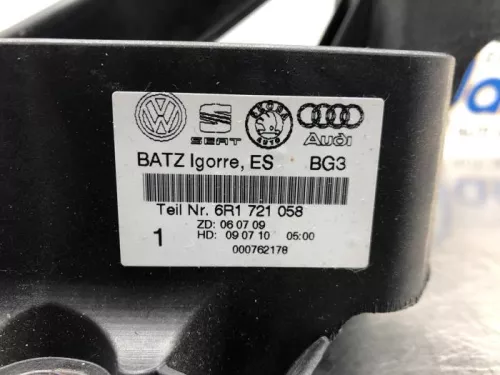 SEAT ŠKODA AUTO Audi
BATZ Igorre, ES BG3
Teil Nr. 6R1 721 058
ZD: 06 07 09
1 HD: 09 07 10 05:00
000762178